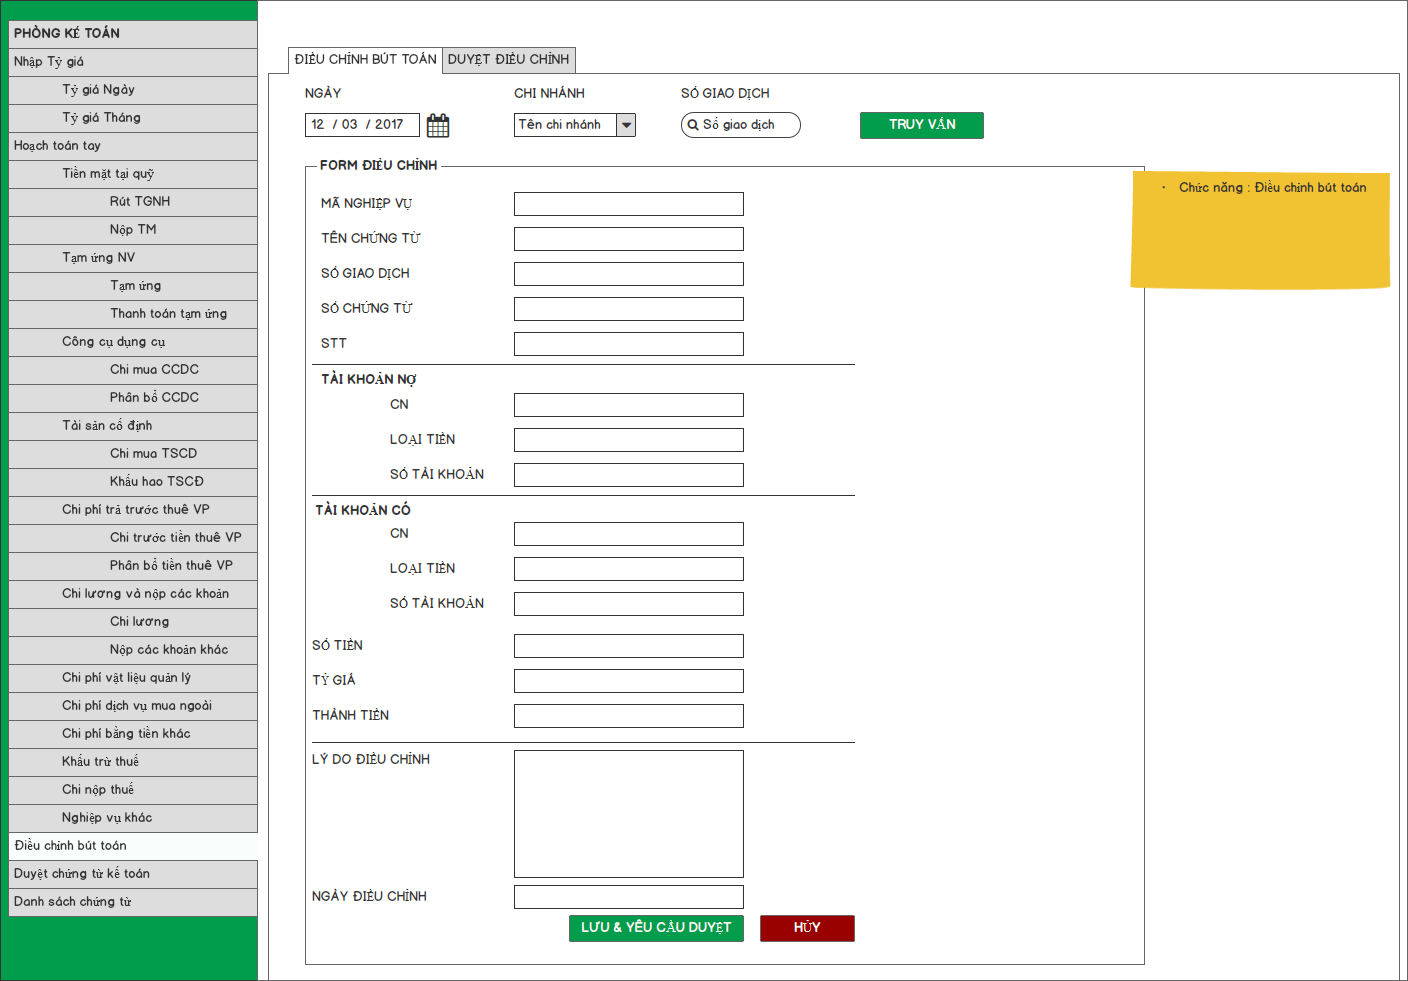 PHÒNG KẾ TOÁN
Nhập Tỷ giá
Tỷ giá Ngày
Tỷ giá Tháng
Hoạch toán tay
Tiền mặt tại quỹ
Rút TGNH
Nộp TM
Tạm ứng NV
Tạm ứng
Thanh toán tạm ứng
Công cụ dụng cụ
Chi mua CCDC
Phân bổ CCDC
Tài sản cố định
Chi mua TSCD
Khấu hao TSCĐ
Chi phí trả trước thuê VP
Chi trước tiền thuê VP
Phân bổ tiền thuê VP
Chi lương và nộp các khoản
Chi lương
Nộp các khoản khác
Chi phí vật liệu quản lý
Chi phí dịch vụ mua ngoài
Chi phí bằng tiền khác
Khấu trừ thuế
Chi nộp thuế
Nghiệp vụ khác
Điều chỉnh bút toán
Duyệt chứng từ kế toán
Danh sách chứng từ
ĐIỀU CHỈNH BÚT TOÁN DUYỆT ĐIỀU CHỈNH
NGÀY CHI NHÁNH SỐ GIAO DỊCH
12 / 03 / 2017 Tên chi nhánh Số giao dịch TRUY VẤN
FORM ĐIỀU CHỈNH
MÃ NGHIỆP VỤ
TÊN CHỨNG TỪ
SỐ GIAO DỊCH
SỐ CHỨNG TỪ
STT
TÀI KHOẢN NỢ
CN
LOẠI TIỀN
SỐ TÀI KHOẢN
TÀI KHOẢN CÓ
CN
LOẠI TIỀN
SỐ TÀI KHOẢN
SỐ TIỀN
TỶ GIÁ
THÀNH TIỀN
LÝ DO ĐIỀU CHỈNH
NGÀY ĐIỀU CHỈNH
LƯU & YÊU CẦU DUYỆT HỦY
• Chức năng : Điều chỉnh bút toán